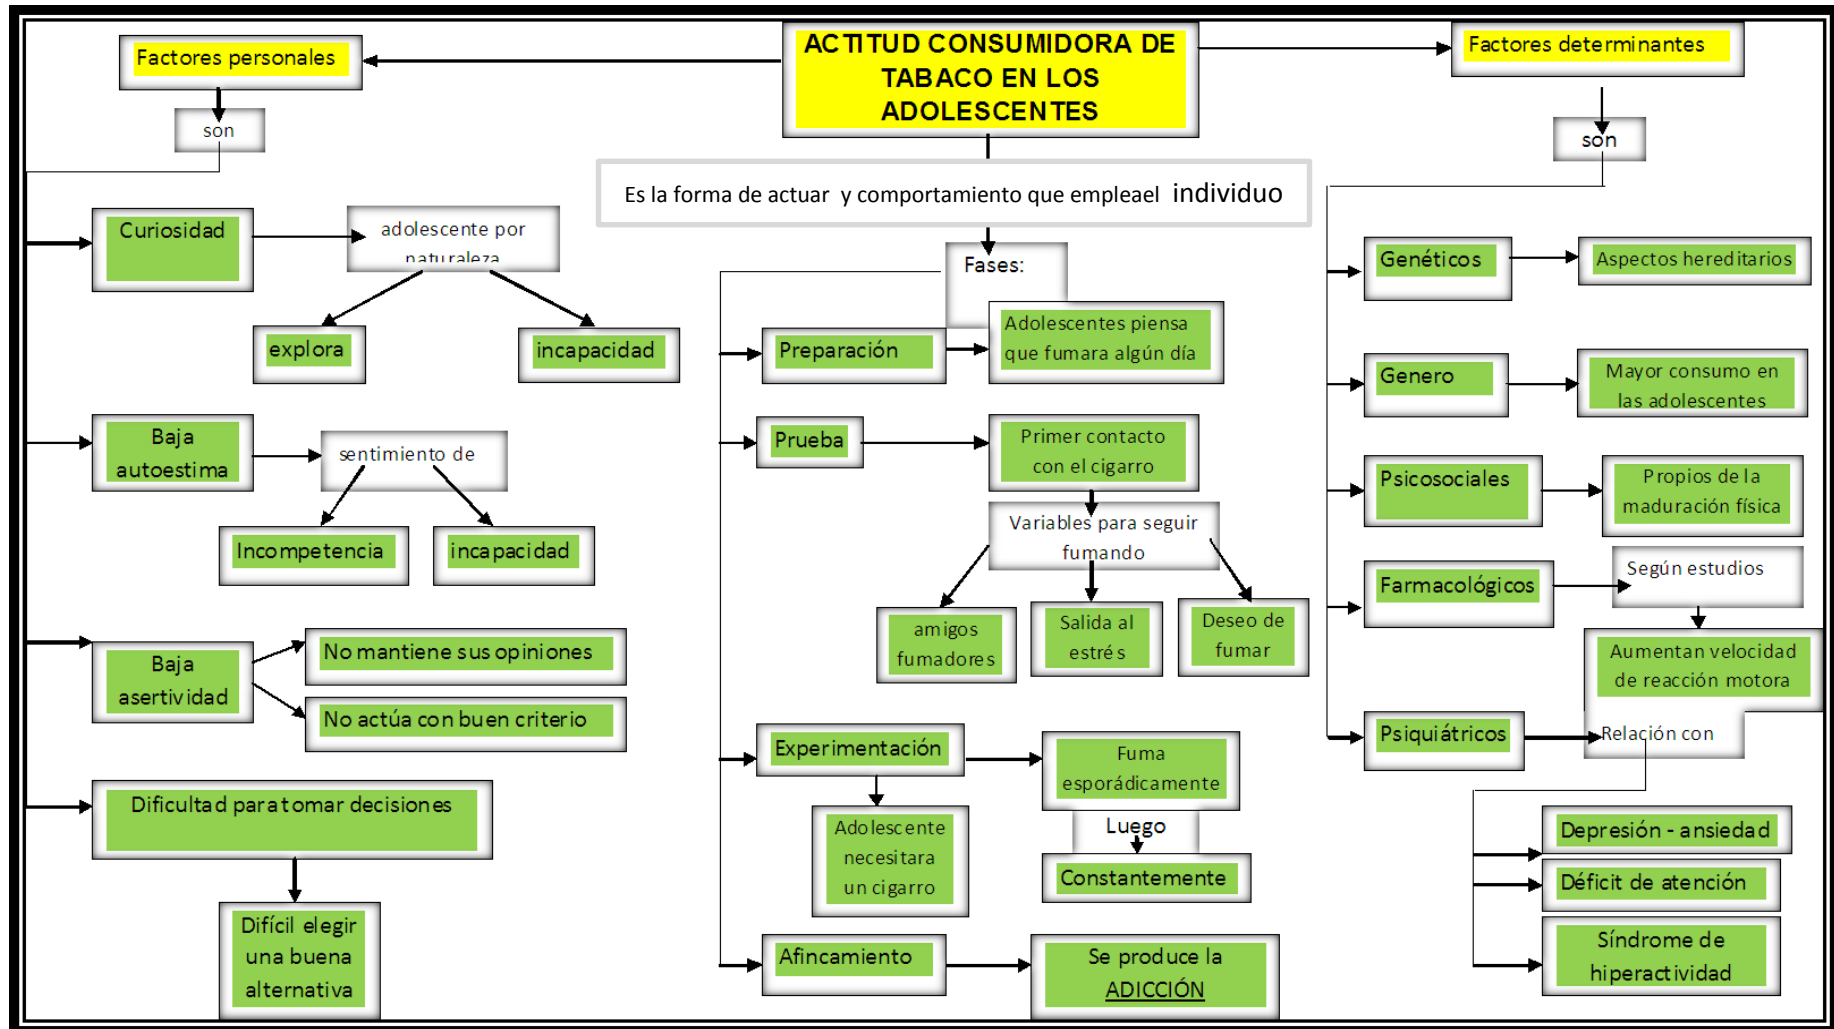 ACTITUD CONSUMIDORA DE
TABACO EN LOS
ADOLESCENTES
Es la forma de actuar y comportamiento que empleael individuo
Factores personales
son
Curiosidad
adolescente por
naturaleza
explora
incapacidad
Baja
autoestima
sentimiento de
Incompetencia
incapacidad
Baja
asertividad
No mantiene sus opiniones
No actúa con buen criterio
Dificultad para tomar decisiones
Difícil elegir
una buena
alternativa
Fases:
Preparación
Adolescentes piensa
que fumara algún día
Prueba
Primer contacto
con el cigarro
Variables para seguir
fumando
amigos
fumadores
Salida al
estrés
Deseo de
fumar
Experimentación
Fuma
esporádicamente
Luego
Constantemente
Adolescente
necesitara
un cigarro
Afincamiento
Se produce la
ADICCIÓN
Factores determinantes
son
Genéticos
Aspectos hereditarios
Genero
Mayor consumo en
las adolescentes
Psicosociales
Propios de la
maduración física
Farmacológicos
Según estudios
Aumentan velocidad
de reacción motora
Psiquiátricos
Relación con
Depresión - ansiedad
Déficit de atención
Síndrome de
hiperactividad